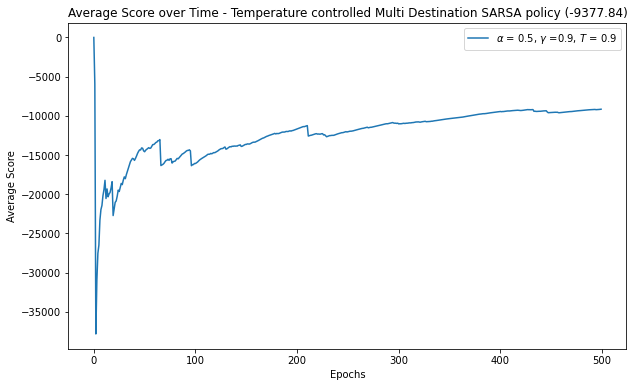 Average Score over Time - Temperature controlled Multi Destination SARSA policy (-9377.84)
α = 0.5, γ =0.9, T = 0.9
0
−5000
−10000
−15000
−20000
−25000
−30000
−35000
Average Score
0 100 200 300 400 500
Epochs